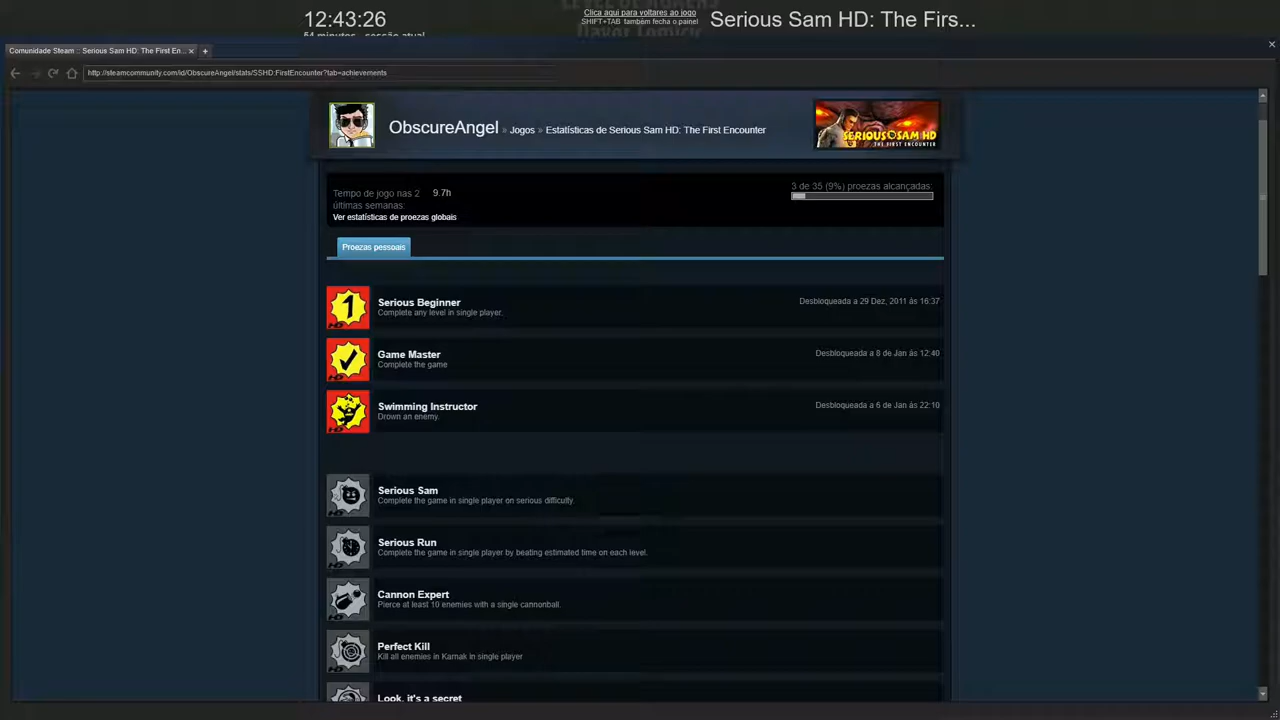 12:43:26
54 minutos - sessão atual
Clica aqui para voltares ao jogo
SHIFT+TAB também fecha o painel
Serious Sam HD: The Firs...
Comunidade Steam :: Serious Sam HD: The First En... × +
http://steamcommunity.com/id/ObscureAngel/stats/SSHD:FirstEncounter?tab=achievements
ObscureAngel » Jogos » Estatísticas de Serious Sam HD: The First Encounter
SERIOUS SAM HD
THE FIRST ENCOUNTER
Tempo de jogo nas 2 últimas semanas: 9.7h
3 de 35 (9%) proezas alcançadas:
Ver estatísticas de proezas globais
Proezas pessoais
Serious Beginner
Desbloqueada a 29 Dez, 2011 às 16:37
Complete any level in single player.
Game Master
Desbloqueada a 8 de Jan às 12:40
Complete the game
Swimming Instructor
Desbloqueada a 6 de Jan às 22:10
Drown an enemy.
Serious Sam
Complete the game in single player on serious difficulty.
Serious Run
Complete the game in single player by beating estimated time on each level.
Cannon Expert
Pierce at least 10 enemies with a single cannonball.
Perfect Kill
Kill all enemies in Karnak in single player
Look, it's a secret